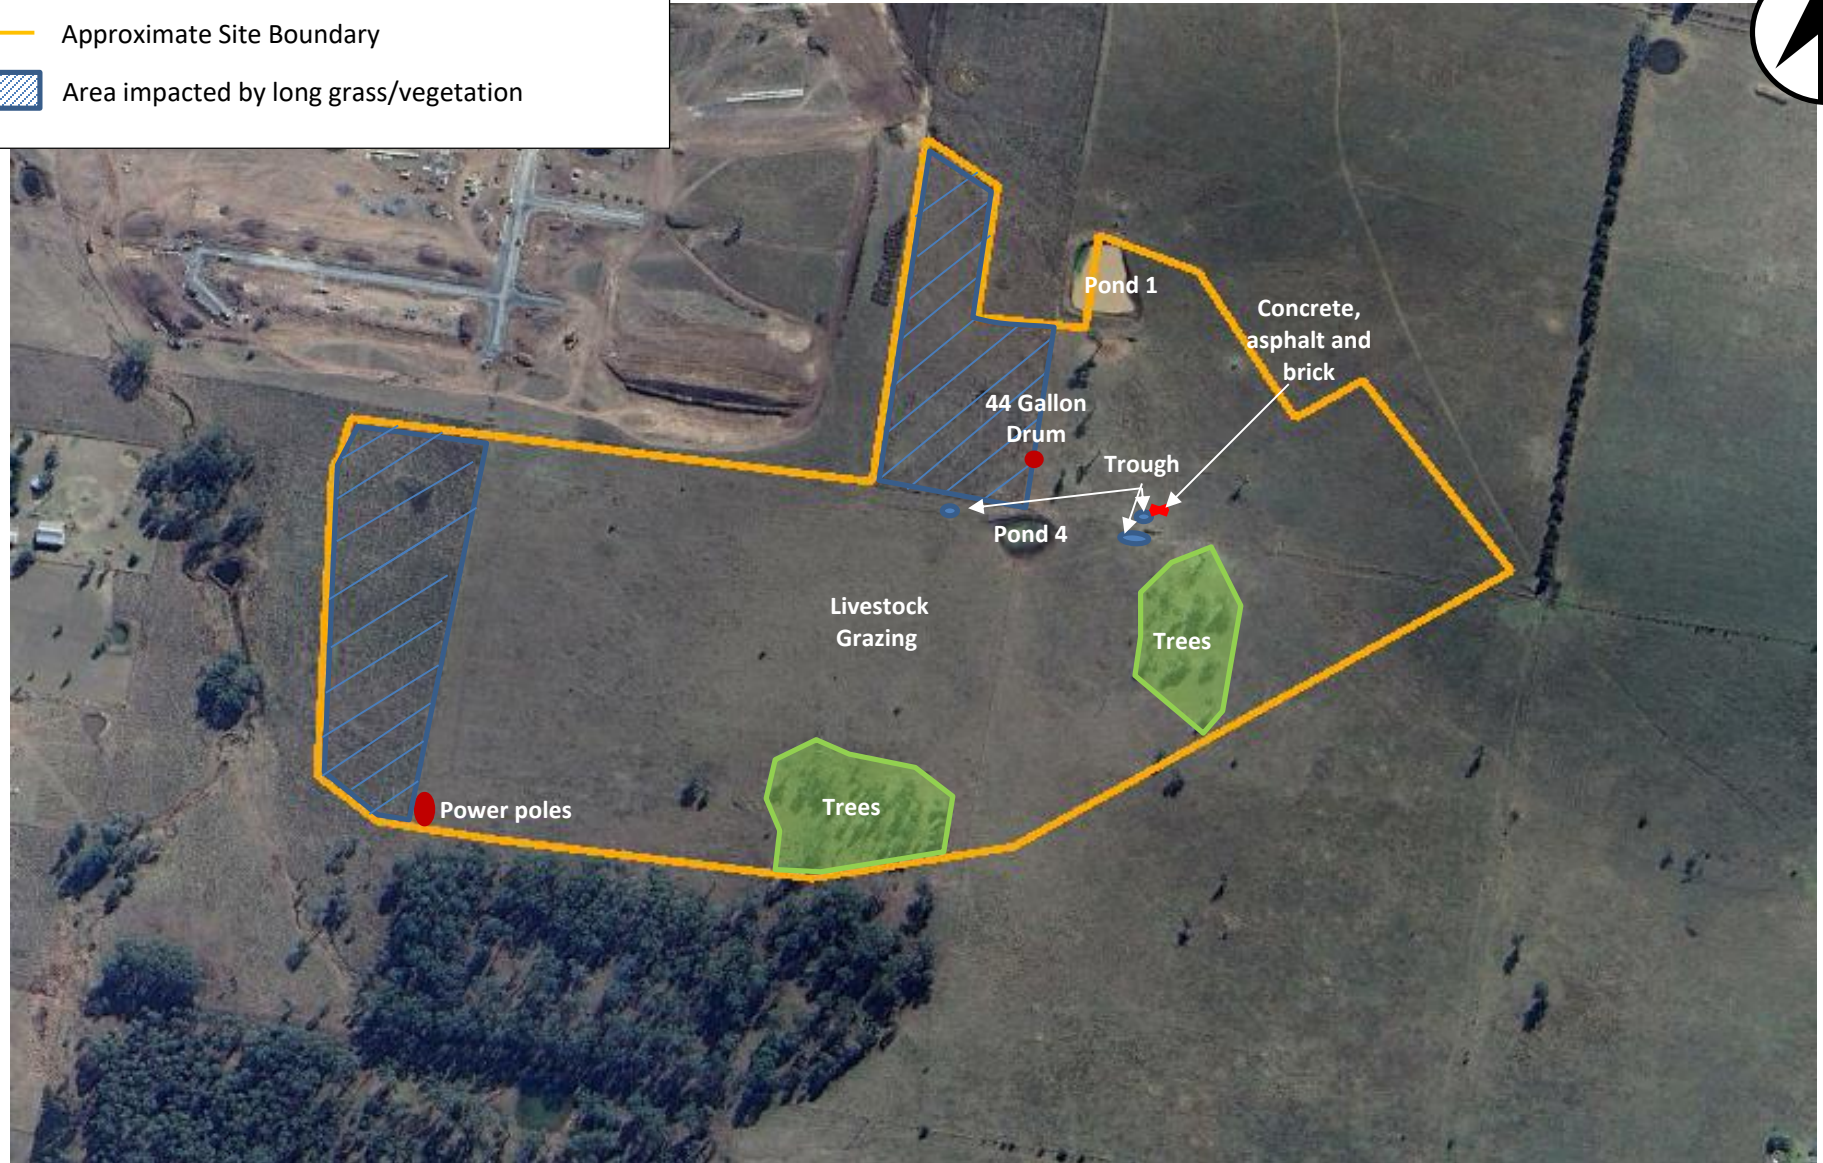 Approximate Site Boundary
Area impacted by long grass/vegetation
Pond 1
Concrete,
asphalt and
brick
44 Gallon
Drum
Trough
Pond 4
Livestock
Grazing
Trees
Trees
Power poles